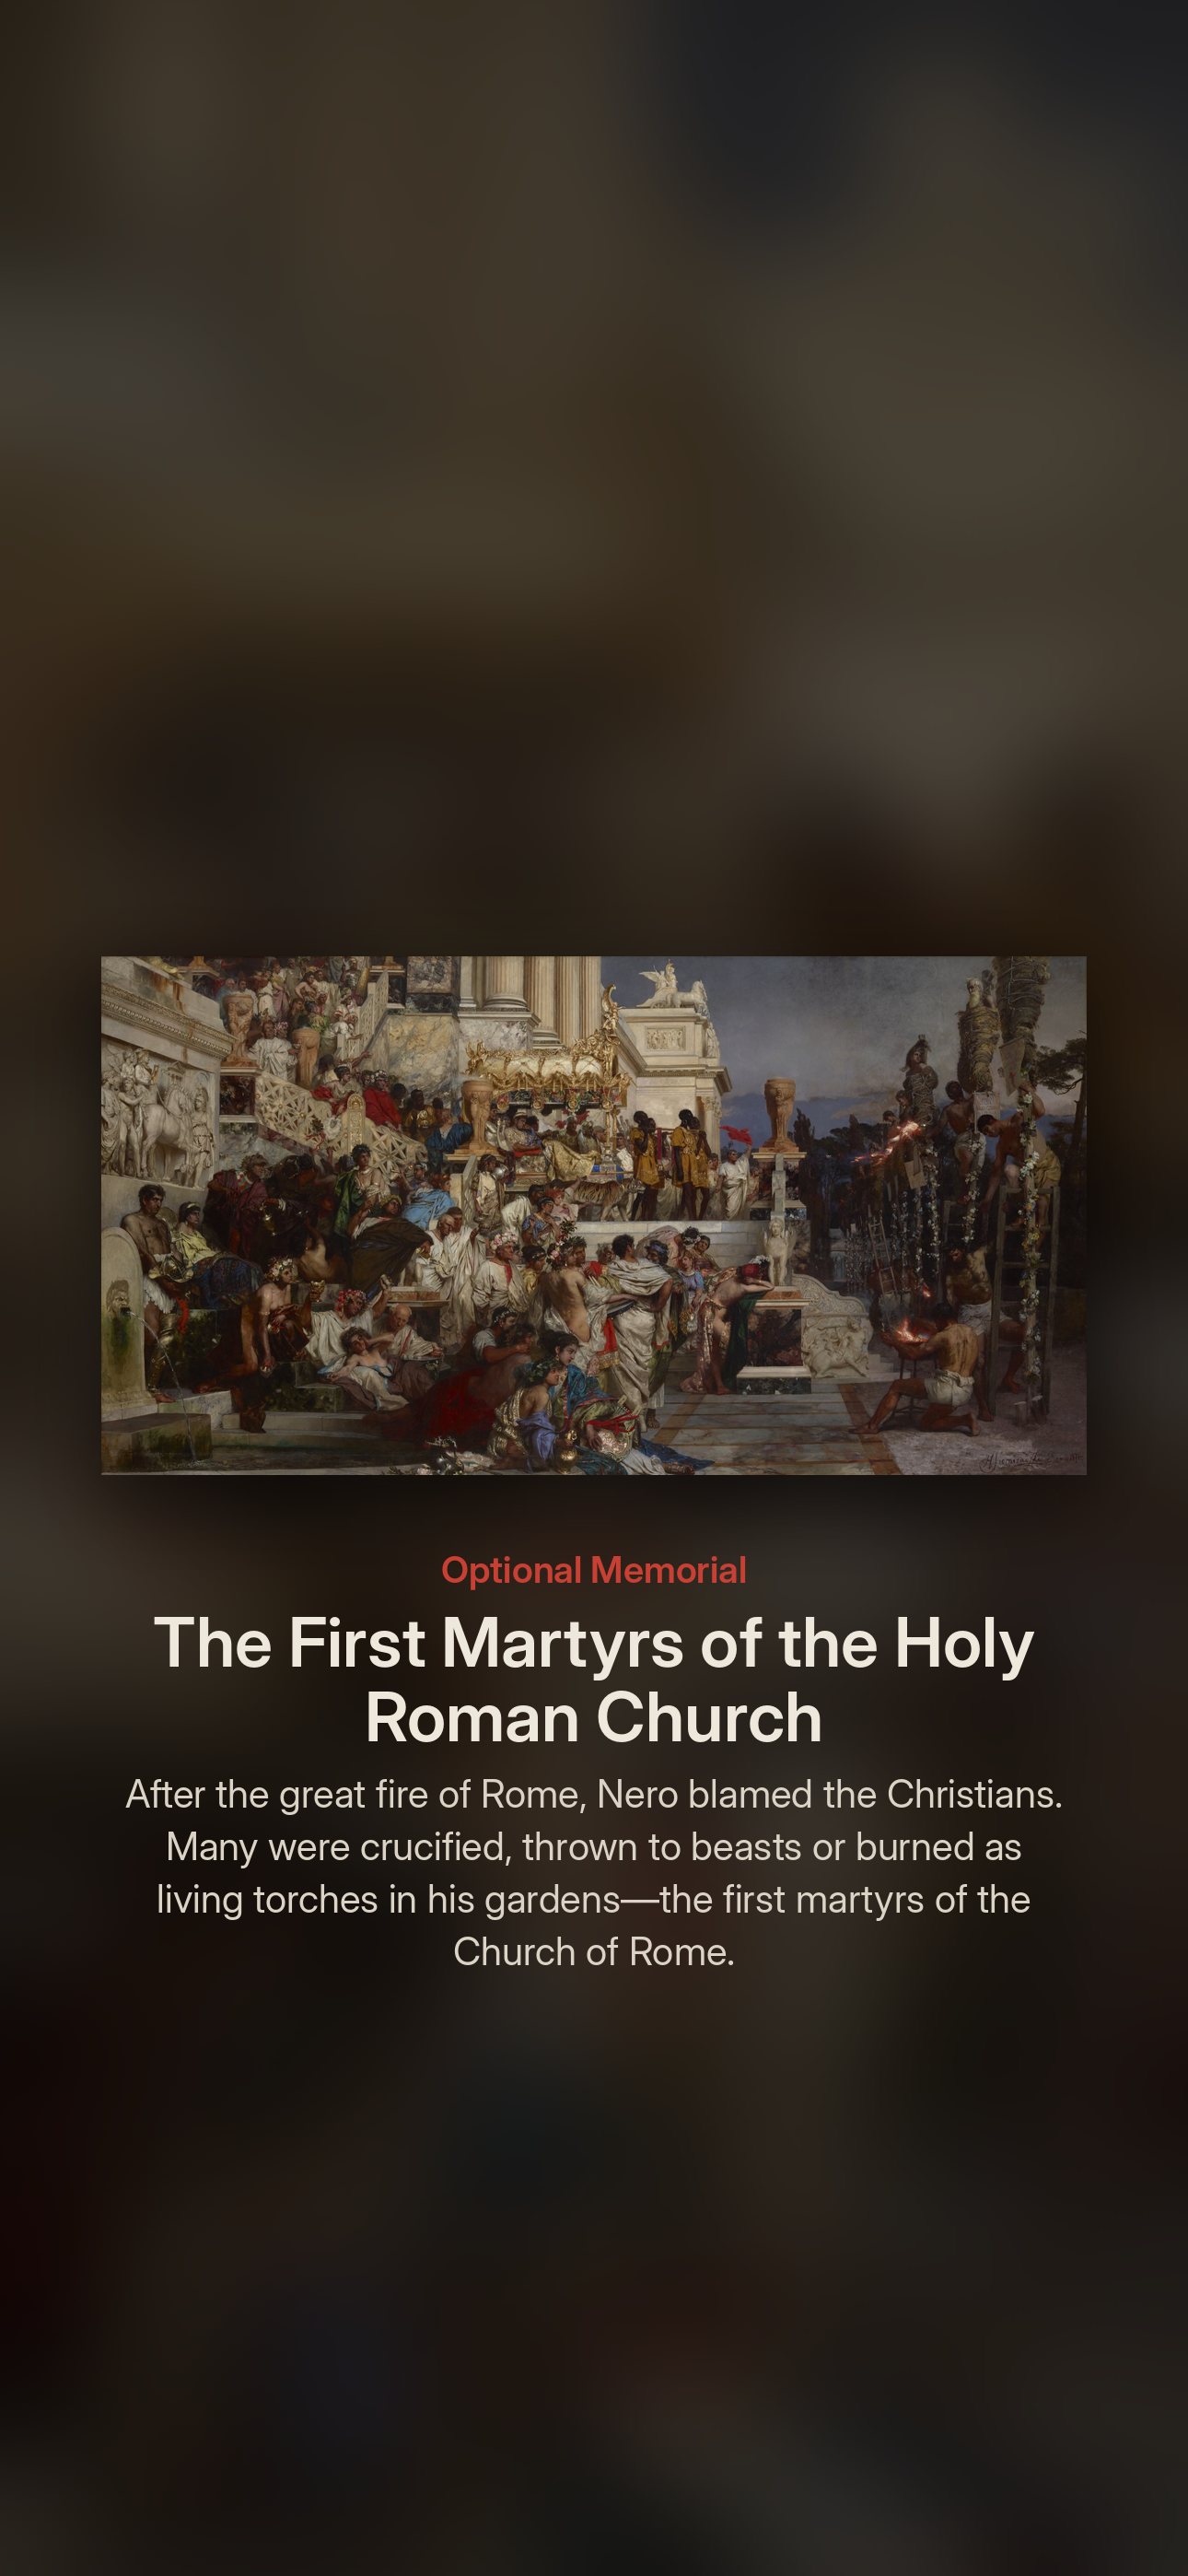 Optional Memorial
The First Martyrs of the Holy
Roman Church
After the great fire of Rome, Nero blamed the Christians.
Many were crucified, thrown to beasts or burned as
living torches in his gardens—the first martyrs of the
Church of Rome.